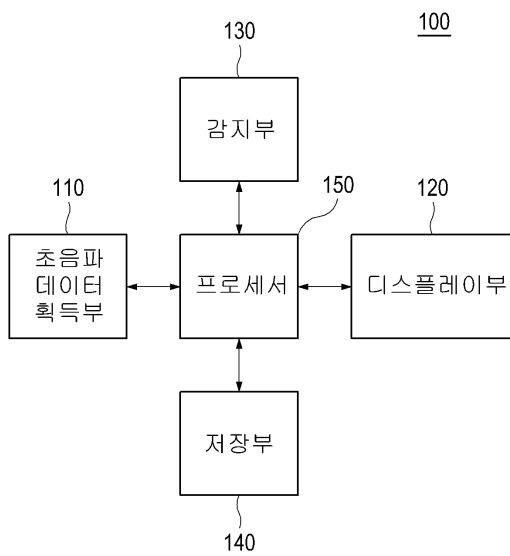 100
130
감지부
110
150
120
초음파
데이터
획득부
프로세서
디스플레이부
저장부
140